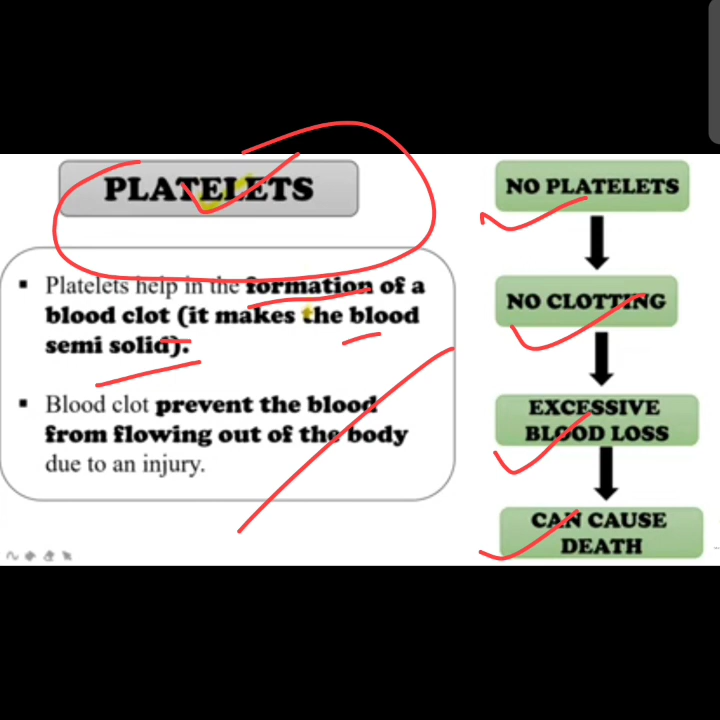 PLATELETS
▪ Platelets help in the formation of a
blood clot (it makes the blood
semi solid).
▪ Blood clot prevent the blood
from flowing out of the body
due to an injury.
NO PLATELETS
NO CLOTTING
EXCESSIVE
BLOOD LOSS
CAN CAUSE
DEATH